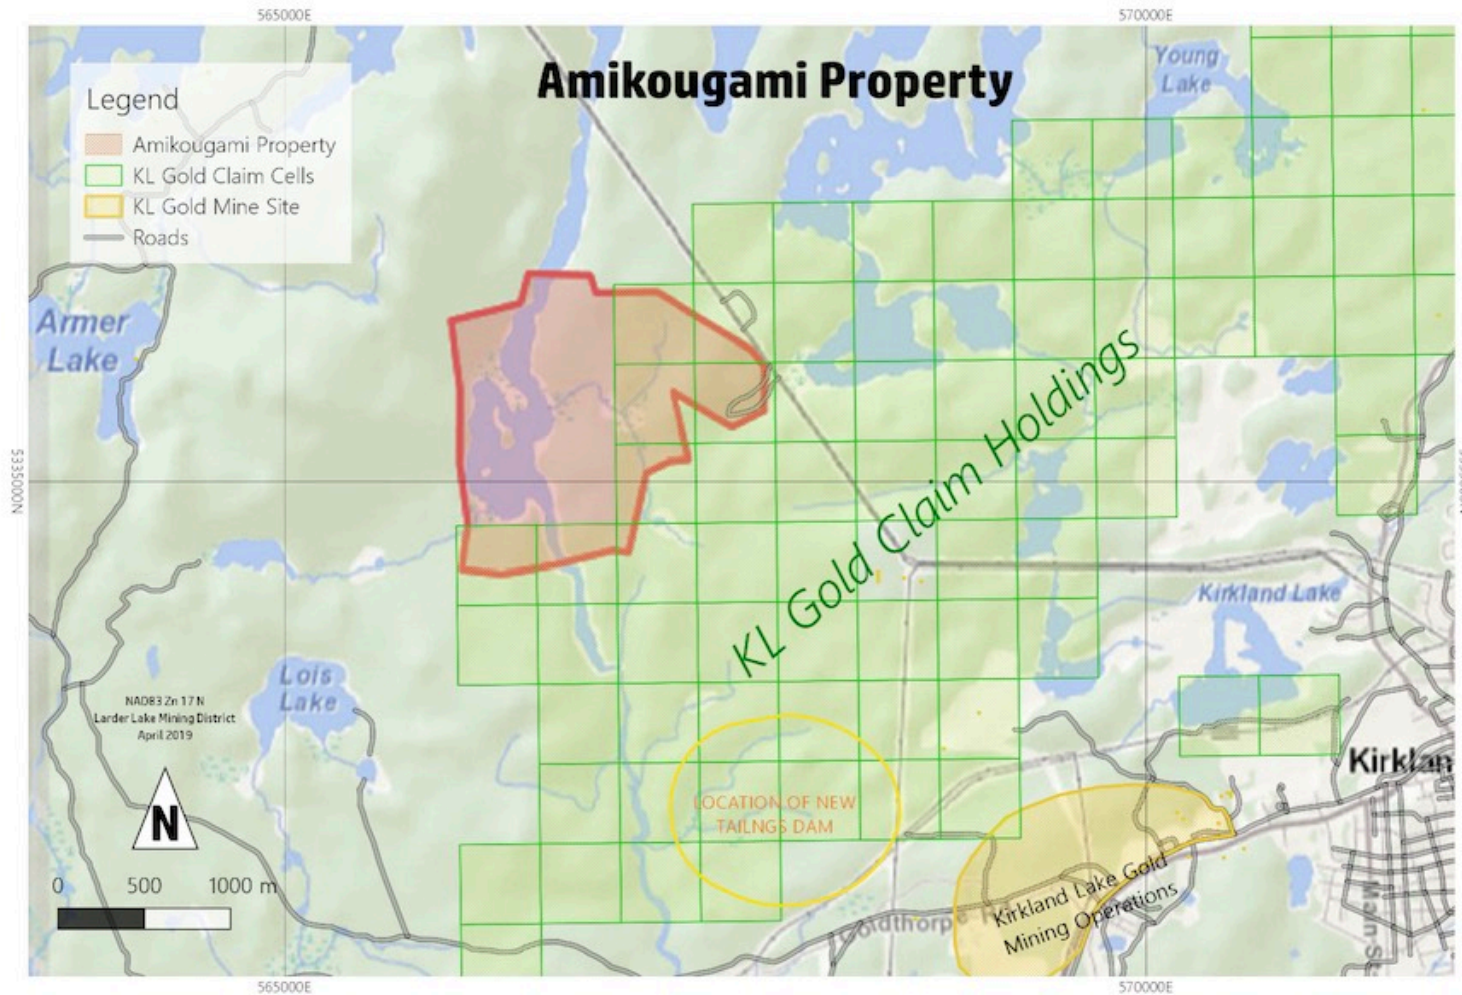 565000E
570000E
Amikougami Property
Young
Lake
Legend
Amikougami Property
KL Gold Claim Cells
KL Gold Mine Site
Roads
Armer
Lake
5335000N
KL Gold Claim Holdings
Kirkland Lake
Lois
Lake
NAD83 Zn 17 N
Larder Lake Mining District
April 2019
N
0 500 1000 m
LOCATION OF NEW
TAILNGS DAM
Kirklan
Kirkland Lake Gold
Mining Operations
Goldthorpe
Main S
565000E
570000E